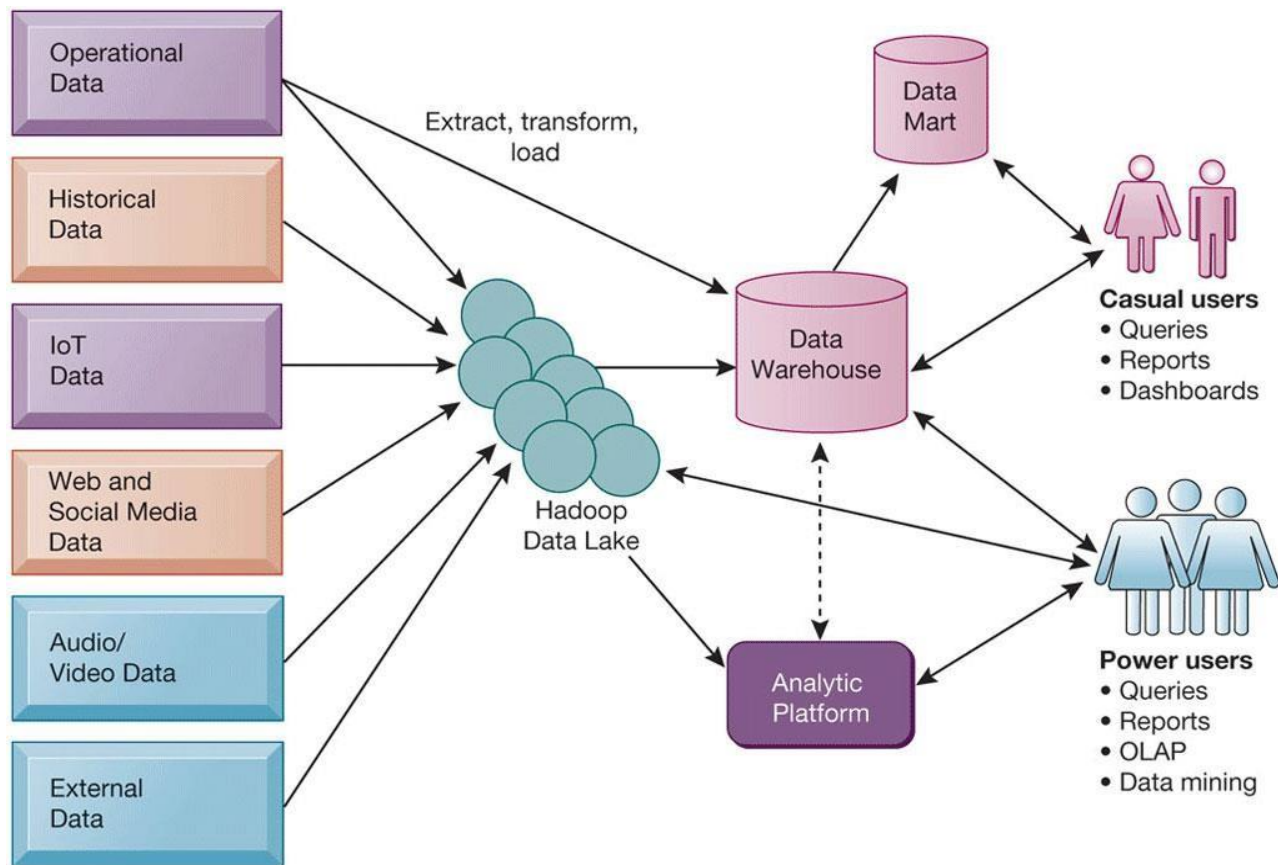 Operational
Data
Historical
Data
IoT
Data
Web and
Social Media
Data
Audio/
Video Data
External
Data
Extract, transform,
load
Hadoop
Data Lake
Data
Mart
Data
Warehouse
Analytic
Platform
Casual users
• Queries
• Reports
• Dashboards
Power users
• Queries
• Reports
• OLAP
• Data mining